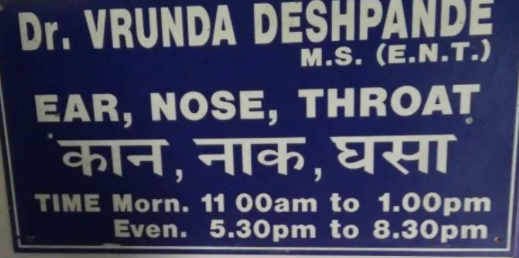 Dr. VRUNDA DESHPANDE
M.S. (E.N.T.)
EAR, NOSE, THROAT
कान, नाक, घसा
TIME Morn. 11 00am to 1.00pm
Even. 5.30pm to 8.30pm